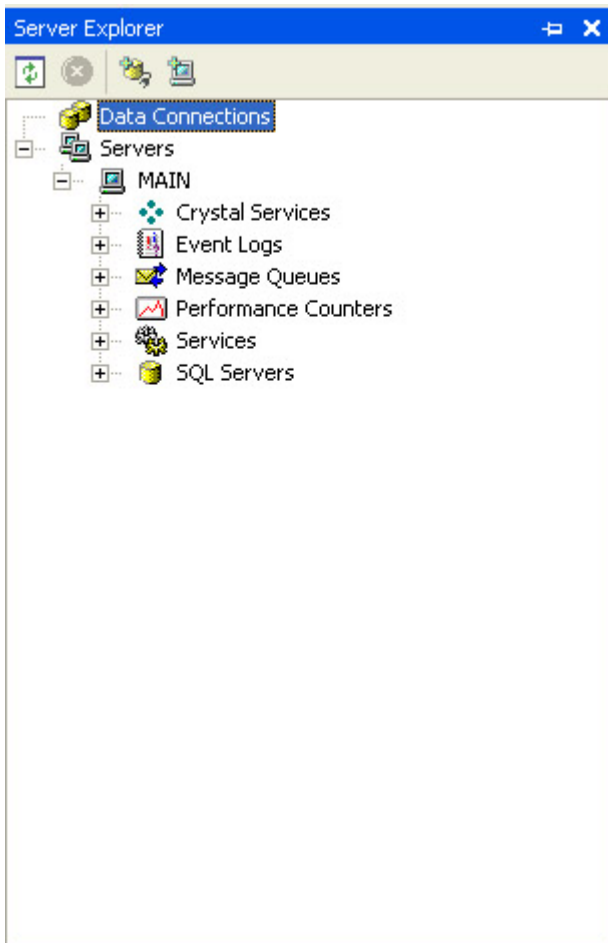 Server Explorer
Data Connections
Servers
MAIN
Crystal Services
Event Logs
Message Queues
Performance Counters
Services
SQL Servers